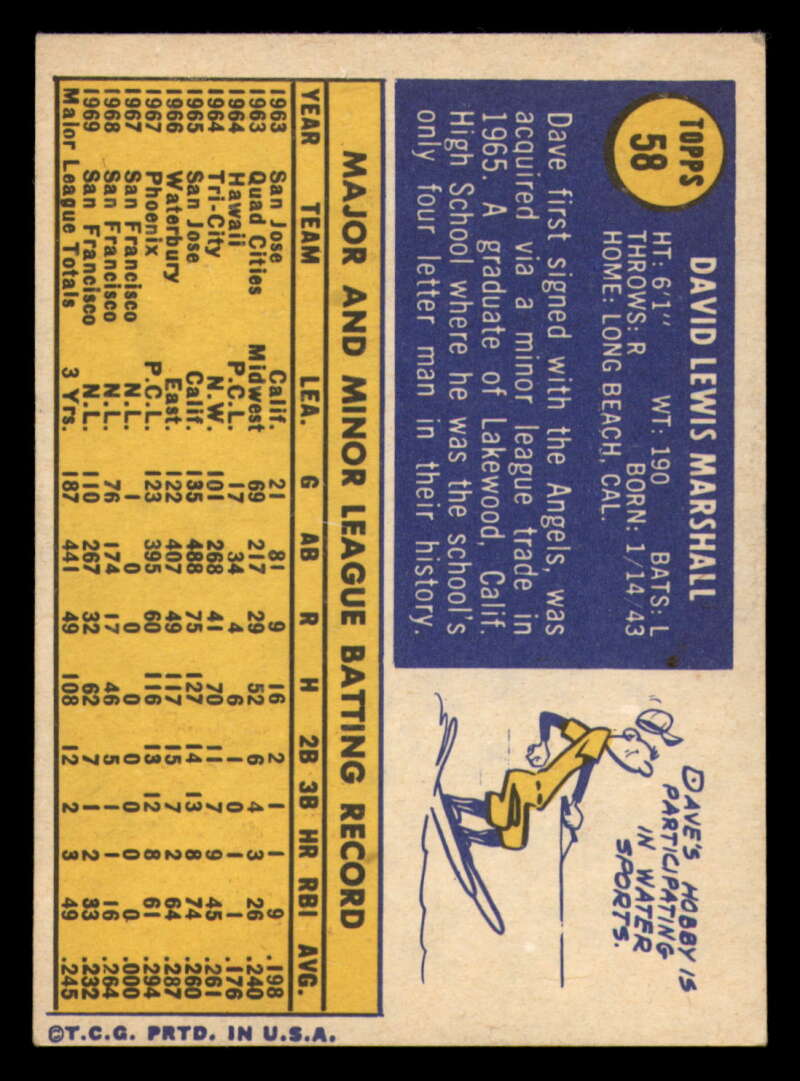 TOPPS
58
DAVID LEWIS MARSHALL
HT: 6'1" WT: 190 BATS: L
THROWS: R BORN: 1/14/43
HOME: LONG BEACH, CAL.
Dave first signed with the Angels, was
acquired via a minor league trade in
1965. A graduate of Lakewood, Calif.
High School where he was the school's
only four letter man in their history.
DAVE'S HOBBY IS
PARTICIPATING
IN WATER
SPORTS.
MAJOR AND MINOR LEAGUE BATTING RECORD
YEAR TEAM LEA. G AB R H 2B 3B HR RBI AVG.
1963 San Jose Calif. 21 81 9 16 2 1 1 9 .198
1963 Quad Cities Midwest 69 217 29 52 6 4 3 26 .240
1964 Hawaii P.C.L. 17 34 4 6 1 0 1 1 .176
1964 Tri-City N.W. 101 268 41 70 11 7 9 45 .261
1965 San Jose Calif. 135 488 75 127 14 13 8 74 .260
1966 Waterbury East. 122 407 49 117 15 7 2 64 .287
1967 Phoenix P.C.L. 123 395 60 116 13 12 8 61 .294
1967 San Francisco N.L. 1 0 0 0 0 0 0 0 .000
1968 San Francisco N.L. 76 174 17 46 5 1 1 16 .264
1969 San Francisco N.L. 110 267 32 62 7 1 2 33 .232
Major League Totals 3 Yrs. 187 441 49 108 12 2 3 49 .245
©T.C.G. PRTD. IN U.S.A.